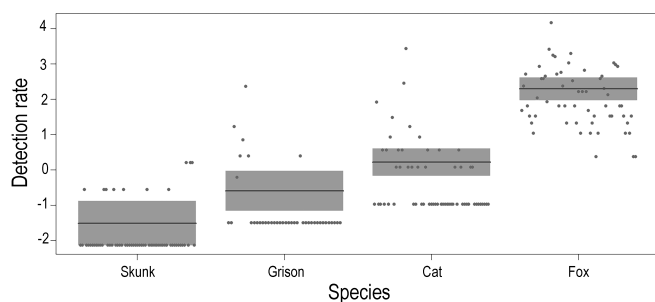 Detection rate
4
3
2
1
0
-1
-2
Skunk Grison Cat Fox
Species